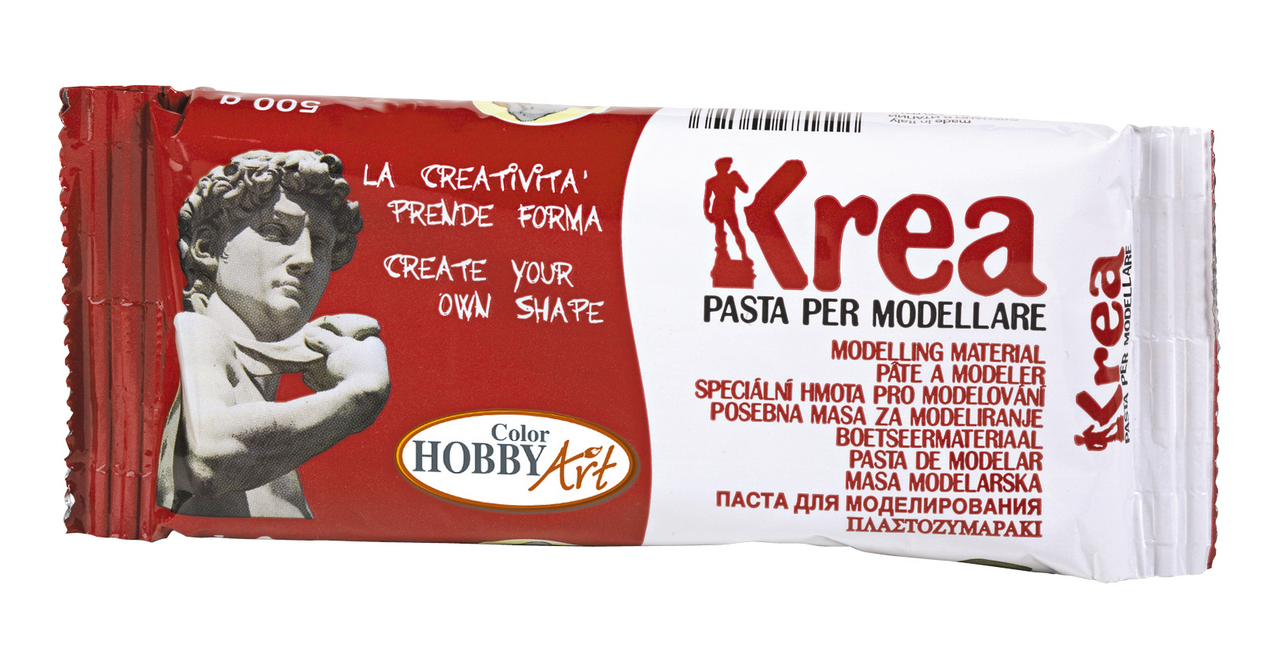 500 g
made in Italy
LA CREATIVITA'
PRENDE FORMA
CREATE YOUR
OWN SHAPE
Color
HOBBY Art
Krea
PASTA PER MODELLARE
MODELLING MATERIAL
PÂTE A MODELER
SPECIÁLNÍ HMOTA PRO MODELOVÁNÍ
POSEBNA MASA ZA MODELIRANJE
BOETSEERMATERIAAL
PASTA DE MODELAR
MASA MODELARSKA
ПАСТА ДЛЯ МОДЕЛИРОВАНИЯ
ΠΛΑΣΤΟΖΥΜΑΡΑΚΙ
Krea
PASTA PER MODELLARE